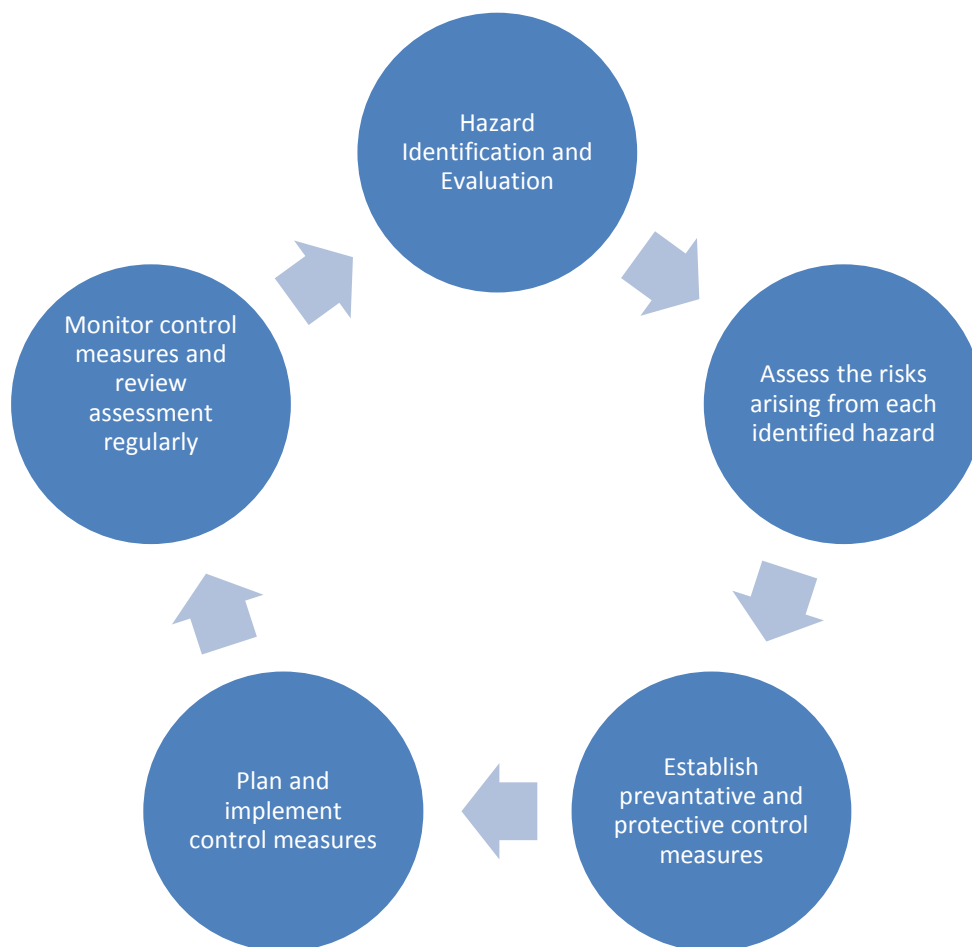 Hazard
Identification and
Evaluation
Assess the risks
arising from each
identified hazard
Establish
prevantative and
protective control
measures
Plan and
implement
control measures
Monitor control
measures and
review
assessment
regularly